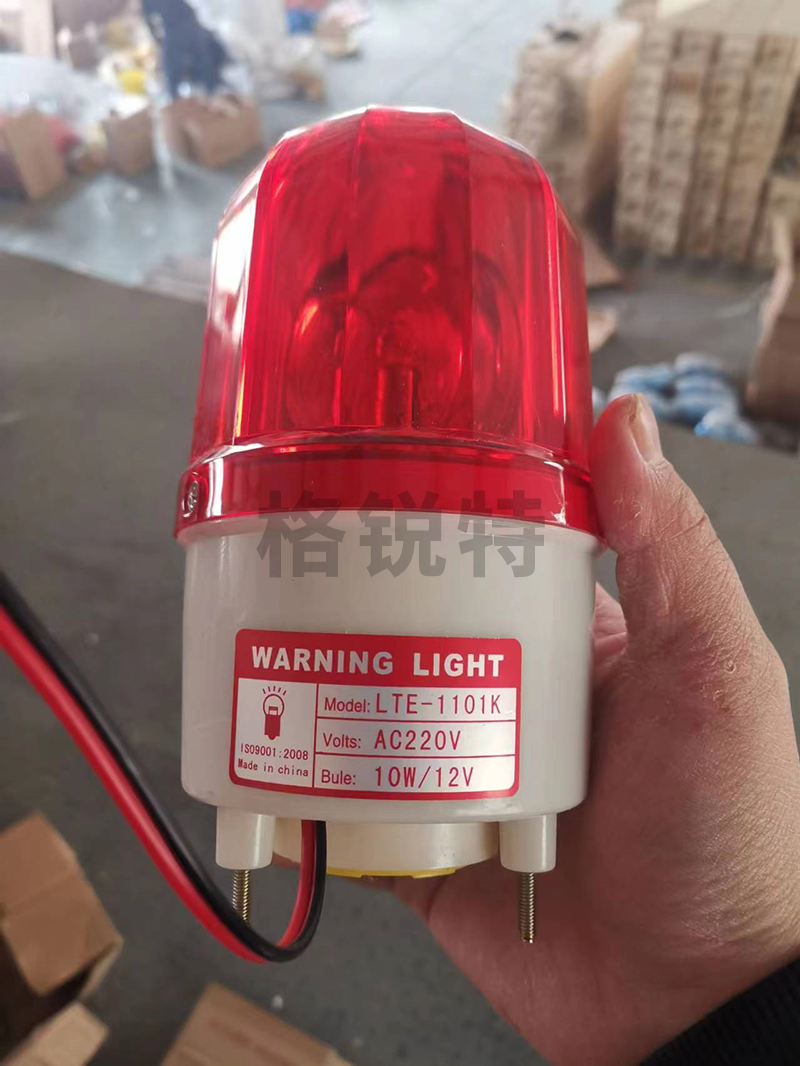 格锐特
WARNING LIGHT
Model: LTE-1101K
Volts: AC220V
ISO9001:2008
Made in china
Bule: 10W/12V